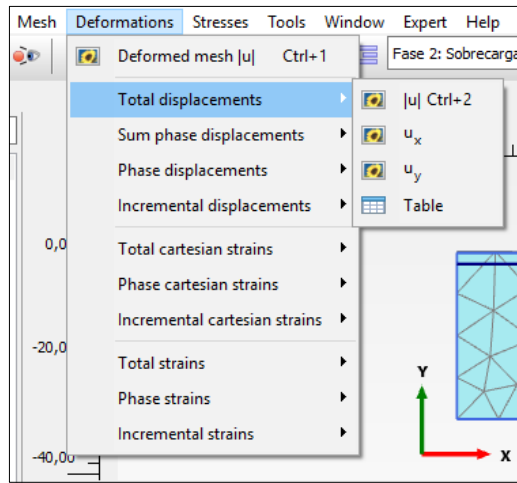 Mesh Deformations Stresses Tools Window Expert Help
Deformed mesh |u| Ctrl+1
Fase 2: Sobrecarga
Total displacements
|u| Ctrl+2
Sum phase displacements
u_x
Phase displacements
u_y
Incremental displacements
Table
0,0
Total cartesian strains
Phase cartesian strains
Incremental cartesian strains
-20,0
Total strains
Y
Phase strains
Incremental strains
-40,00
X